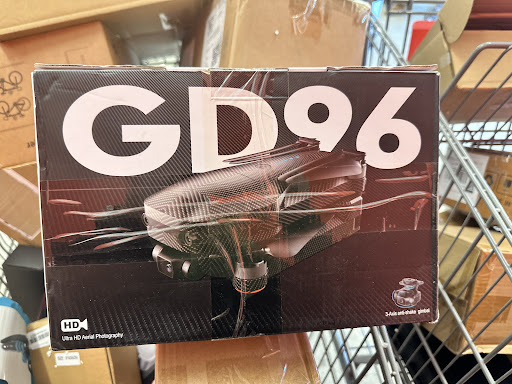 GD96
HD
Ultra HD Aerial Photography
3-Axis anti-shake gimbal